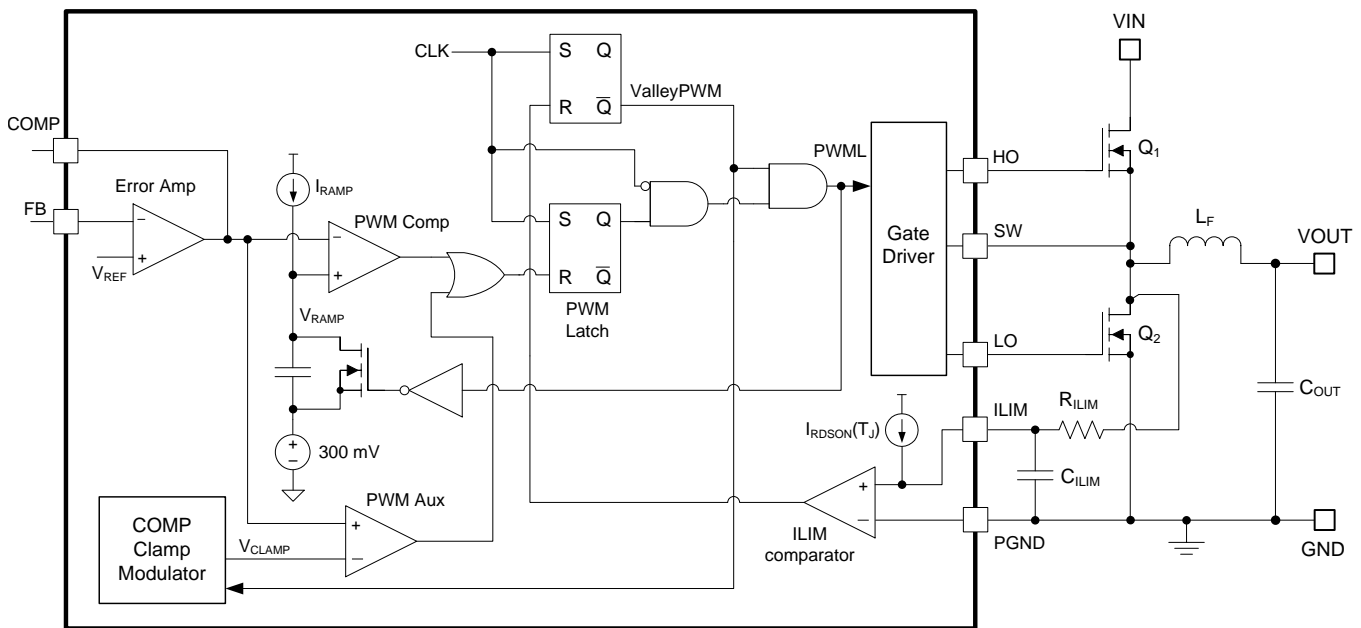 VIN
CLK
S Q
R Q
ValleyPWM
COMP
Error Amp
FB
VREF
IRAMP
PWM Comp
VRAMP
S Q
R Q
PWM
Latch
PWML
Gate
Driver
HO
Q1
SW
LF
VOUT
LO
Q2
COUT
300 mV
IRDSON(TJ)
ILIM
RILIM
CILIM
PWM Aux
COMP
Clamp
Modulator
VCLAMP
ILIM
comparator
PGND
GND